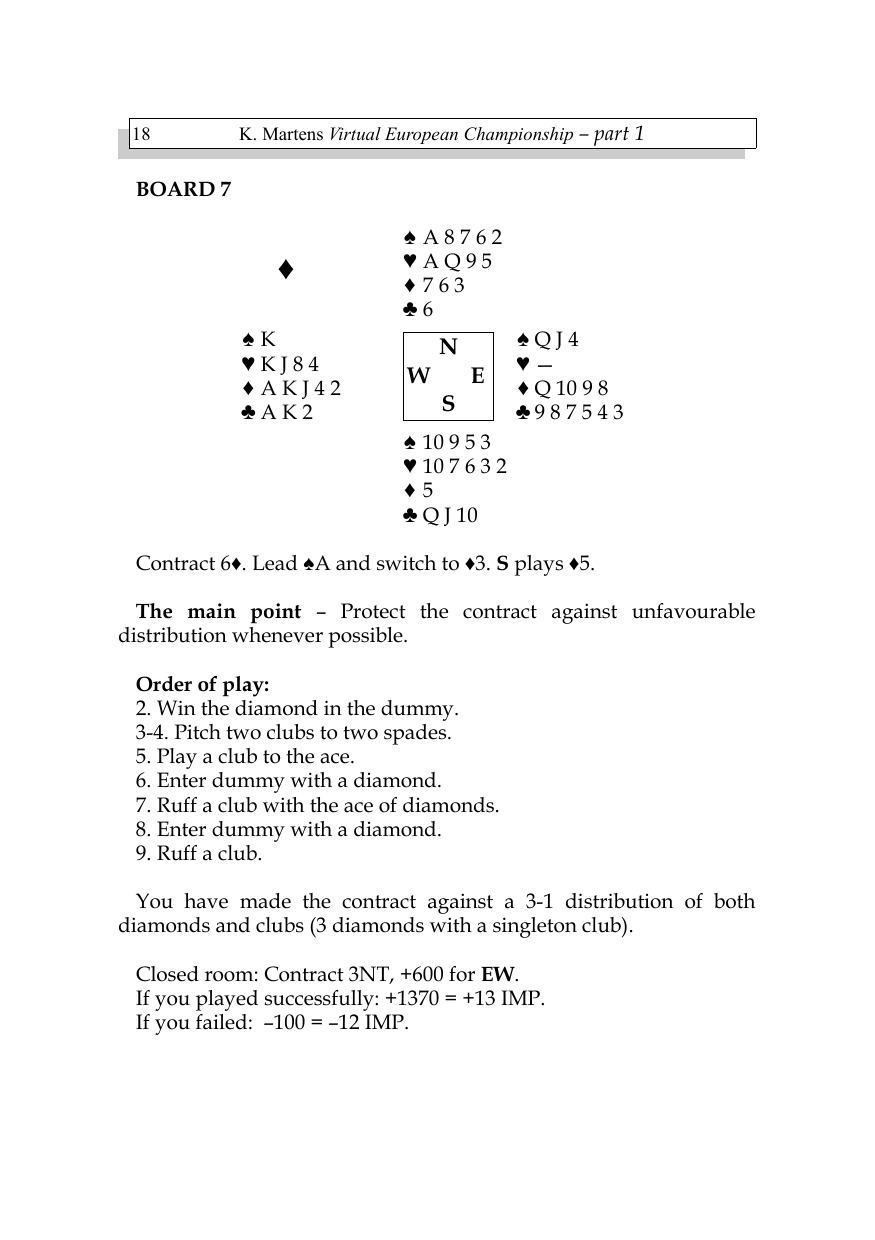 18 K. Martens Virtual European Championship – part 1
BOARD 7
♠ A 8 7 6 2
♦
♥ A Q 9 5
♦ 7 6 3
♣ 6
♠ K
♥ K J 8 4
♦ A K J 4 2
♣ A K 2
N
W E
S
♠ Q J 4
♥ —
♦ Q 10 9 8
♣ 9 8 7 5 4 3
♠ 10 9 5 3
♥ 10 7 6 3 2
♦ 5
♣ Q J 10
Contract 6♦. Lead ♠A and switch to ♦3. S plays ♦5.
The main point – Protect the contract against unfavourable
distribution whenever possible.
Order of play:
2. Win the diamond in the dummy.
3-4. Pitch two clubs to two spades.
5. Play a club to the ace.
6. Enter dummy with a diamond.
7. Ruff a club with the ace of diamonds.
8. Enter dummy with a diamond.
9. Ruff a club.
You have made the contract against a 3-1 distribution of both
diamonds and clubs (3 diamonds with a singleton club).
Closed room: Contract 3NT, +600 for EW.
If you played successfully: +1370 = +13 IMP.
If you failed: –100 = –12 IMP.